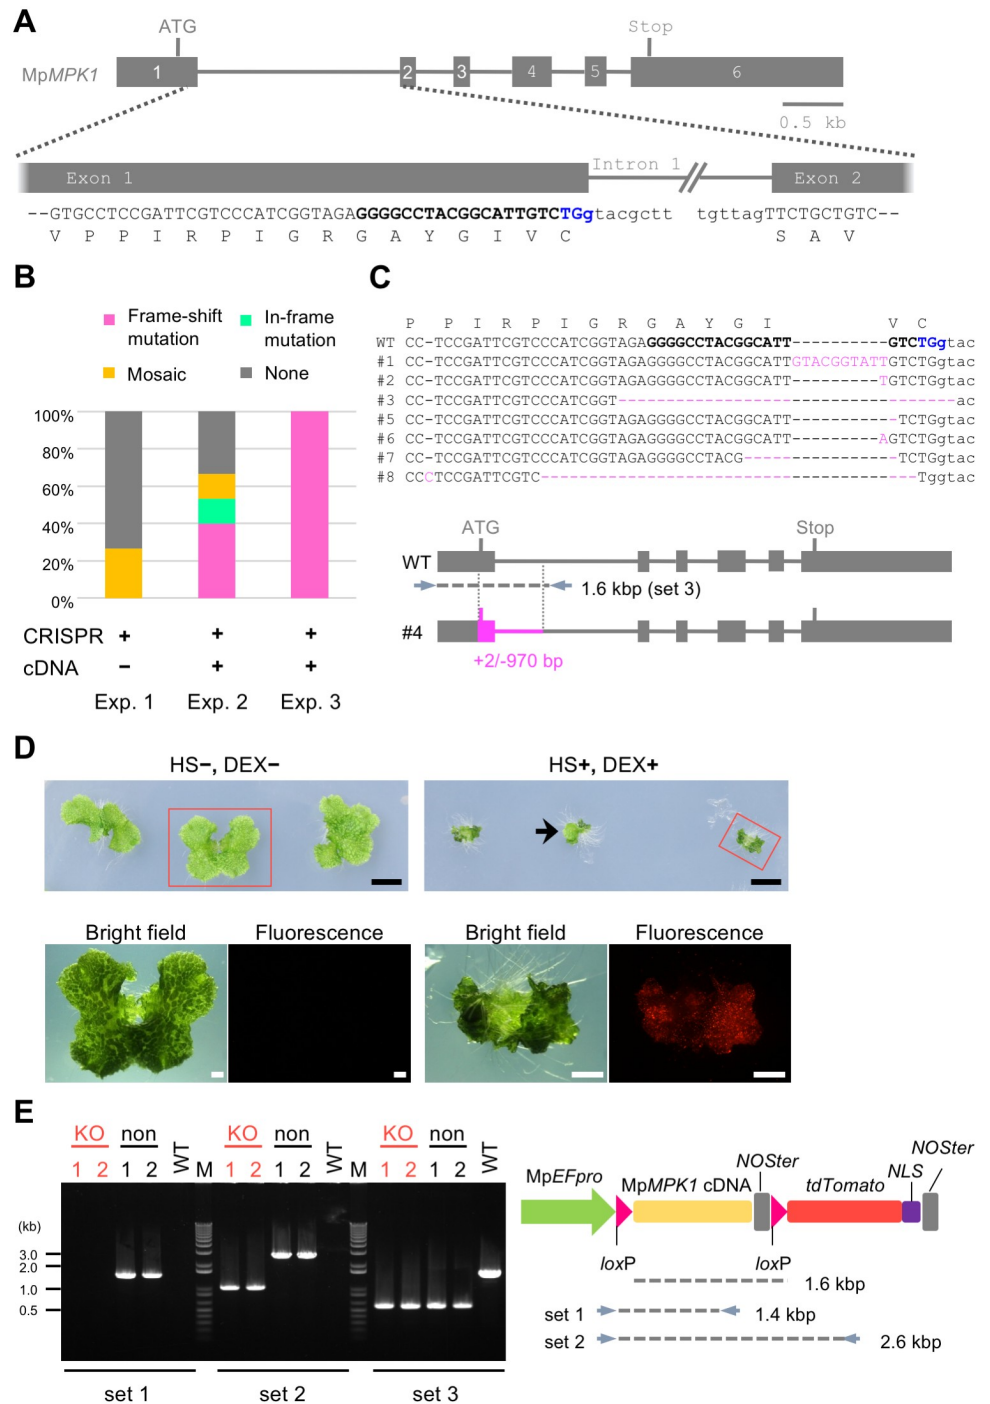 A
ATG
Stop
MpMPK1
1
2
3
4
5
6
0.5 kb
Exon 1
Intron 1
Exon 2
--GTGCCTCCGATTCGTCCCATCGGTAGAGGGGCCTACGGCATTGTCTGgtacgctt tgttagTTCTGCTGTC--
V P P I R P I G R G A Y G I V C S A V
B
Frame-shift mutation
In-frame mutation
Mosaic
None
100%
80%
60%
40%
20%
0%
CRISPR + + +
cDNA − + +
Exp. 1 Exp. 2 Exp. 3
C
P P I R P I G R G A Y G I V C
WT CC-TCCGATTCGTCCCATCGGTAGAGGGGCCTACGGCATT----------GTCTGgtac
#1 CC-TCCGATTCGTCCCATCGGTAGAGGGGCCTACGGCATTGTACGGTATTGTCTGgtac
#2 CC-TCCGATTCGTCCCATCGGTAGAGGGGCCTACGGCATT---------TGTCTGgtac
#3 CC-TCCGATTCGTCCCATCGGT-----------------------------------ac
#5 CC-TCCGATTCGTCCCATCGGTAGAGGGGCCTACGGCATT-----------TCTGgtac
#6 CC-TCCGATTCGTCCCATCGGTAGAGGGGCCTACGGCATT---------AGTCTGgtac
#7 CC-TCCGATTCGTCCCATCGGTAGAGGGGCCTACG----------------TCTGgtac
#8 CCCTCCGATTCGTC---------------------------------------Tggtac
ATG
Stop
WT
1.6 kbp (set 3)
#4
+2/-970 bp
D
HS−, DEX−
HS+, DEX+
Bright field
Fluorescence
Bright field
Fluorescence
E
KO non WT KO non WT KO non WT
1 2 1 2 M 1 2 1 2 M 1 2 1 2
(kb)
3.0
2.0
1.0
0.5
set 1
set 2
set 3
MpEFpro
MpMPK1 cDNA
NOSter
tdTomato
NLS
NOSter
loxP
loxP
1.6 kbp
set 1
1.4 kbp
set 2
2.6 kbp